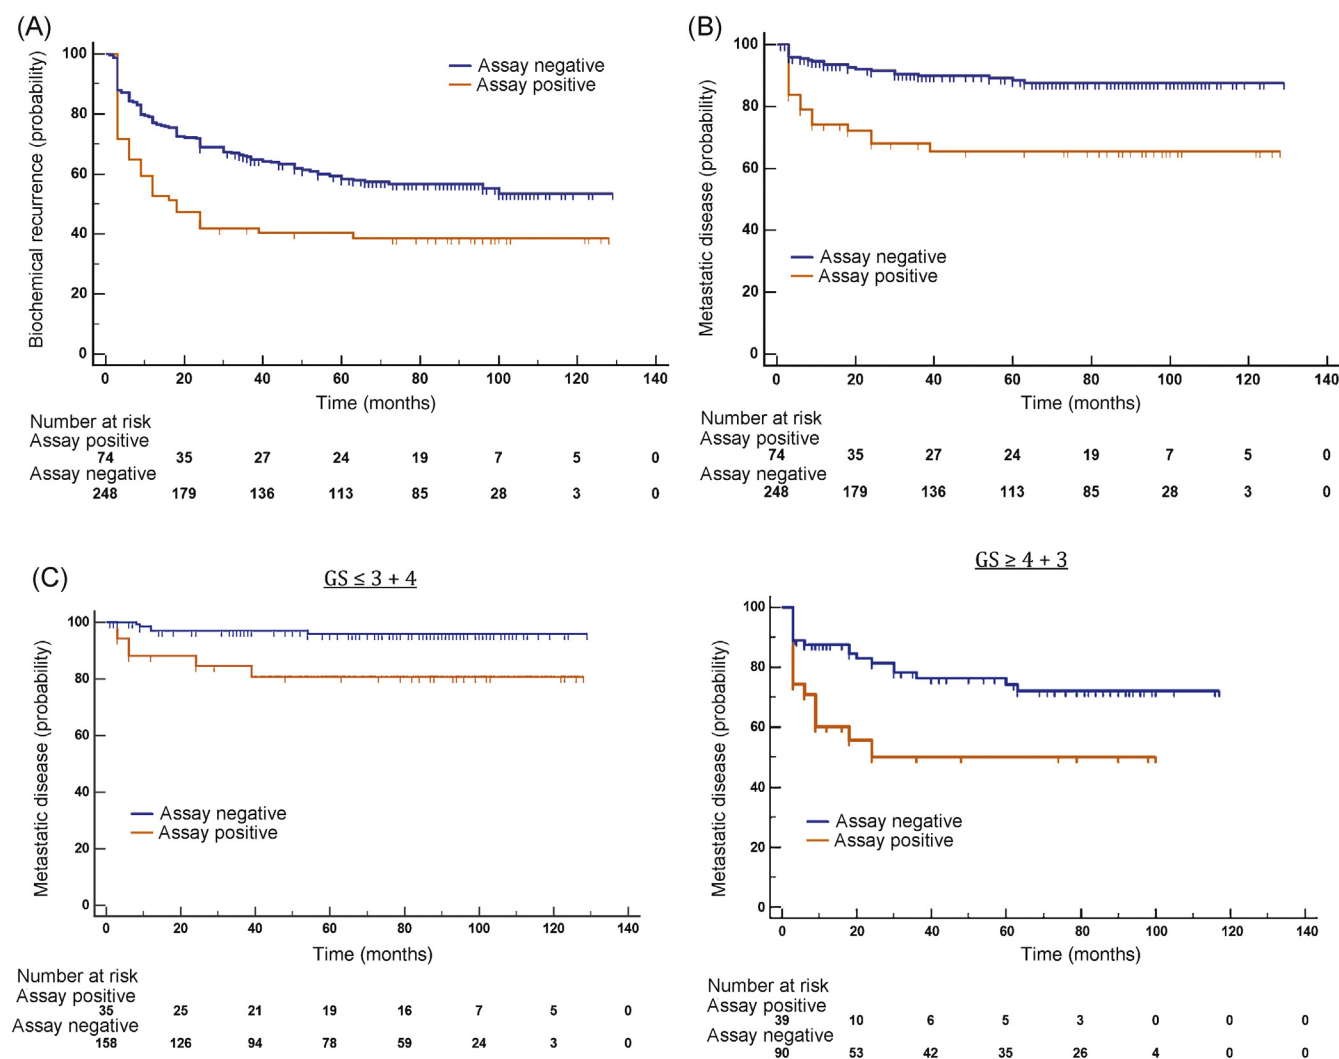 (A)
Biochemical recurrence (probability)
100
80
60
40
20
0
Assay negative
Assay positive
0 20 40 60 80 100 120 140
Time (months)
Number at risk
Assay positive
74 35 27 24 19 7 5 0
Assay negative
248 179 136 113 85 28 3 0
(B)
Metastatic disease (probability)
100
80
60
40
20
0
Assay negative
Assay positive
0 20 40 60 80 100 120 140
Time (months)
Number at risk
Assay positive
74 35 27 24 19 7 5 0
Assay negative
248 179 136 113 85 28 3 0
(C)
GS ≤ 3 + 4
Metastatic disease (probability)
100
80
60
40
20
0
Assay negative
Assay positive
0 20 40 60 80 100 120 140
Time (months)
Number at risk
Assay positive
35 25 21 19 16 7 5 0
Assay negative
158 126 94 78 59 24 3 0
GS ≥ 4 + 3
Metastatic disease (probability)
100
80
60
40
20
0
Assay negative
Assay positive
0 20 40 60 80 100 120 140
Time (months)
Number at risk
Assay positive
39 10 6 5 3 0 0 0
Assay negative
90 53 42 35 26 4 0 0